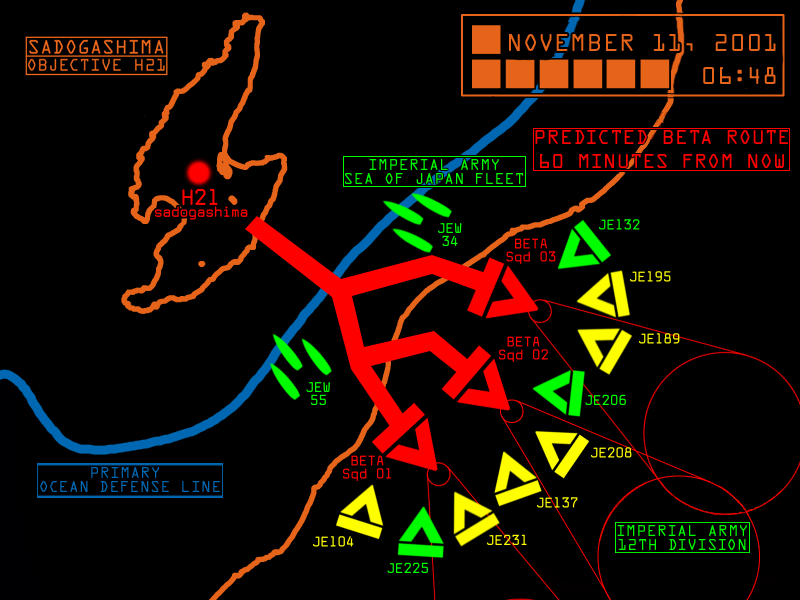 SADOGASHIMA
OBJECTIVE H21
NOVEMBER 11, 2001
06:48
PREDICTED BETA ROUTE
60 MINUTES FROM NOW
IMPERIAL ARMY
SEA OF JAPAN FLEET
H21
sadogashima
JEW
34
BETA
Sqd 03
JE132
JE195
JE189
BETA
Sqd 02
JEW
55
JE206
JE208
BETA
Sqd 01
PRIMARY
OCEAN DEFENSE LINE
JE137
JE104
JE231
JE225
IMPERIAL ARMY
12TH DIVISION